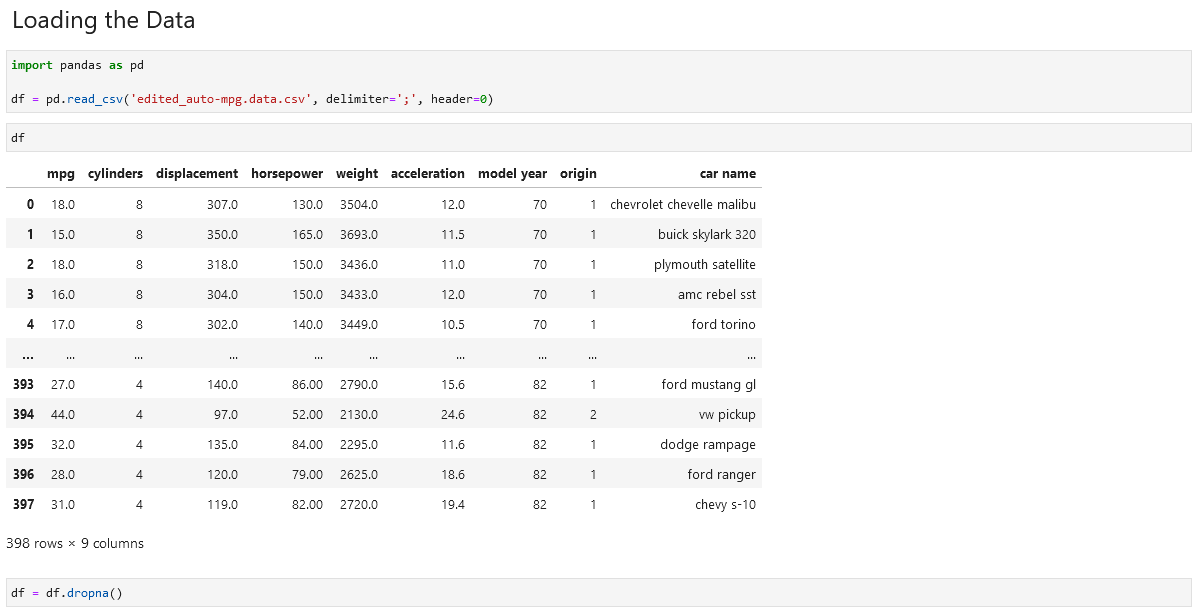 Loading the Data
import pandas as pd
df = pd.read_csv('edited_auto-mpg.data.csv', delimiter=';', header=0)
df
mpg cylinders displacement horsepower weight acceleration model year origin car name
0 18.0 8 307.0 130.0 3504.0 12.0 70 1 chevrolet chevelle malibu
1 15.0 8 350.0 165.0 3693.0 11.5 70 1 buick skylark 320
2 18.0 8 318.0 150.0 3436.0 11.0 70 1 plymouth satellite
3 16.0 8 304.0 150.0 3433.0 12.0 70 1 amc rebel sst
4 17.0 8 302.0 140.0 3449.0 10.5 70 1 ford torino
... ... ... ... ... ... ... ... ... ...
393 27.0 4 140.0 86.00 2790.0 15.6 82 1 ford mustang gl
394 44.0 4 97.0 52.00 2130.0 24.6 82 2 vw pickup
395 32.0 4 135.0 84.00 2295.0 11.6 82 1 dodge rampage
396 28.0 4 120.0 79.00 2625.0 18.6 82 1 ford ranger
397 31.0 4 119.0 82.00 2720.0 19.4 82 1 chevy s-10
398 rows × 9 columns
df = df.dropna()